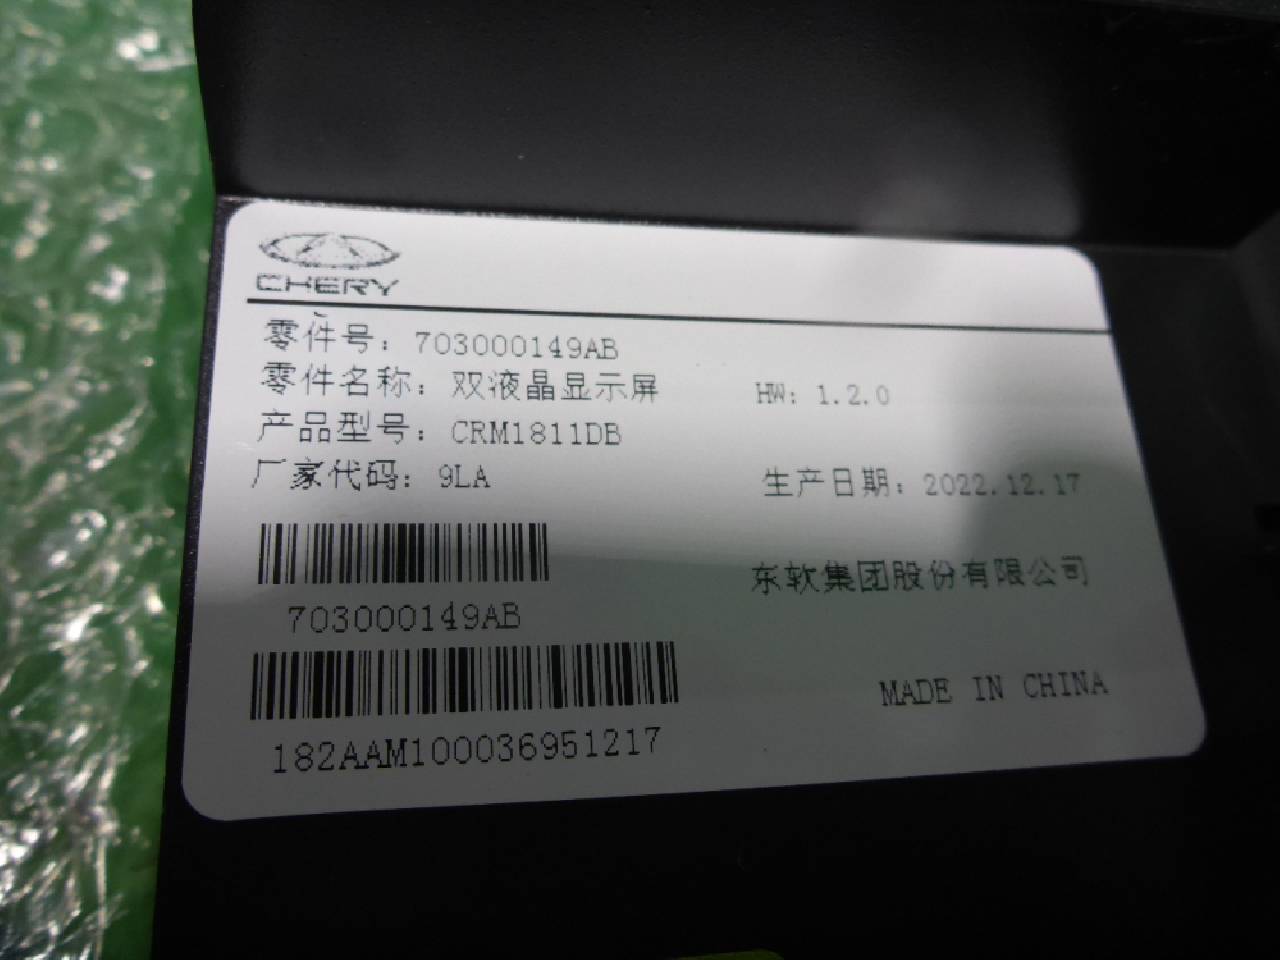 CHERY
零件号：703000149AB
零件名称：双液晶显示屏 HW: 1.2.0
产品型号：CRM1811DB
厂家代码：9LA 生产日期：2022.12.17
东软集团股份有限公司
703000149AB
MADE IN CHINA
182AAM100036951217